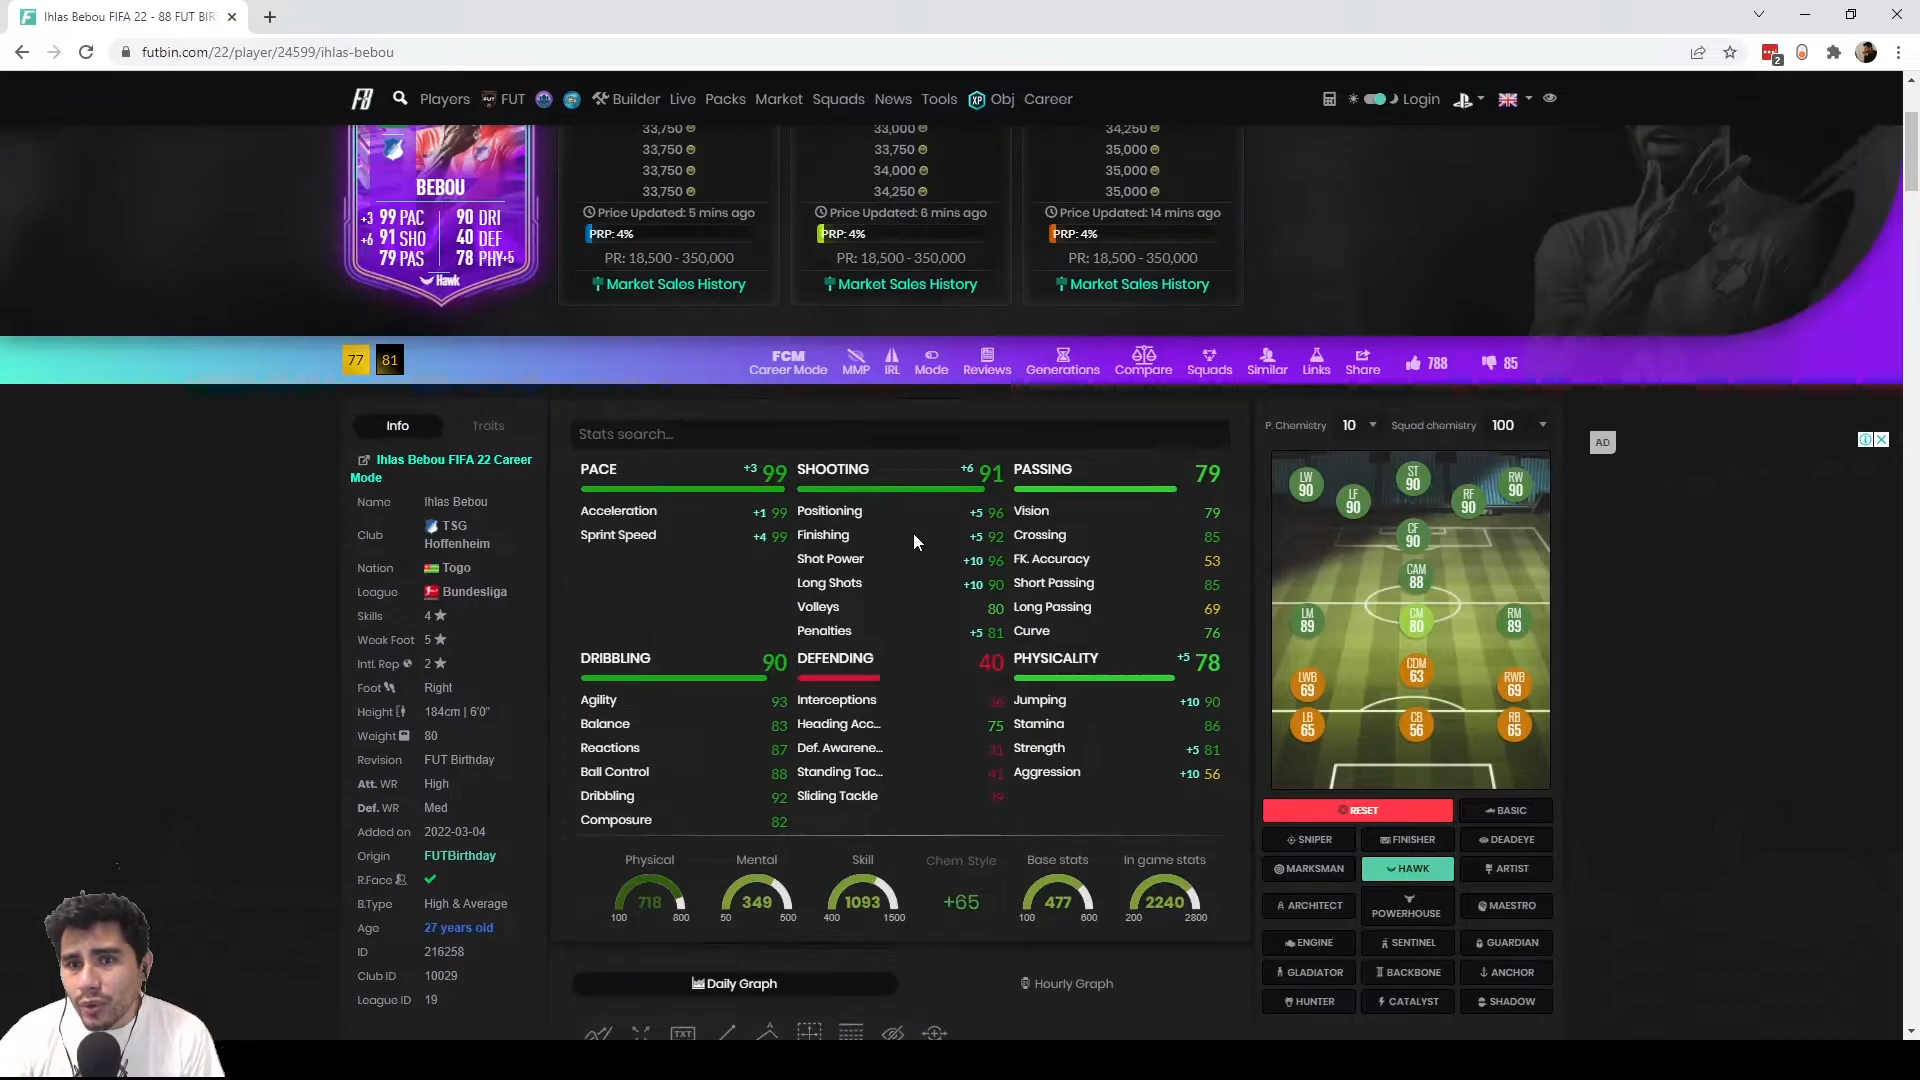 Ihlas Bebou FIFA 22 - 88 FUT BIR
futbin.com/22/player/24599/ihlas-bebou
2
Players FUT Builder Live Packs Market Squads News Tools XP Obj Career Login
33,750 33,000 34,250
33,750 33,750 35,000
33,750 34,000 35,000
33,750 34,250 35,000
BEBOU
+3 99 PAC 90 DRI
+6 91 SHO 40 DEF
79 PAS 78 PHY+5
Hawk
Price Updated: 5 mins ago Price Updated: 6 mins ago Price Updated: 14 mins ago
PRP: 4% PRP: 4% PRP: 4%
PR: 18,500 - 350,000 PR: 18,500 - 350,000 PR: 18,500 - 350,000
Market Sales History Market Sales History Market Sales History
77 81
FCM
Career Mode MMP IRL Mode Reviews Generations Compare Squads Similar Links Share 788 85
Info Traits
Ihlas Bebou FIFA 22 Career
Mode
Name Ihlas Bebou
Club TSG
Hoffenheim
Nation Togo
League Bundesliga
Skills 4
Weak Foot 5
Intl. Rep 2
Foot Right
Height 184cm | 6'0"
Weight 80
Revision FUT Birthday
Att. WR High
Def. WR Med
Added on 2022-03-04
Origin FUTBirthday
R.Face
B.Type High & Average
Age 27 years old
ID 216258
Club ID 10029
League ID 19
Stats search...
PACE +3 99
Acceleration +1 99
Sprint Speed +4 99
SHOOTING +6 91
Positioning +5 96
Finishing +5 92
Shot Power +10 96
Long Shots +10 90
Volleys 80
Penalties +5 81
PASSING 79
Vision 79
Crossing 85
FK. Accuracy 53
Short Passing 85
Long Passing 69
Curve 76
DRIBBLING 90
Agility 93
Balance 83
Reactions 87
Ball Control 88
Dribbling 92
Composure 82
DEFENDING 40
Interceptions 36
Heading Acc... 75
Def. Awarene... 31
Standing Tac... 41
Sliding Tackle
PHYSICALITY +5 78
Jumping +10 90
Stamina 86
Strength +5 81
Aggression +10 56
Physical Mental Skill Chem. Style Base stats In game stats
718 349 1093 +65 477 2240
100 800 50 500 400 1500 100 600 200 2800
Daily Graph Hourly Graph
TXT
P. Chemistry 10 Squad chemistry 100
AD
LW 90
ST 90
RW 90
LF 90
RF 90
CF 90
CAM 88
LM 89
CM 80
RM 89
CDM 63
LWB 69
RWB 69
LB 65
CB 56
RB 65
RESET BASIC
SNIPER FINISHER DEADEYE
MARKSMAN HAWK ARTIST
ARCHITECT POWERHOUSE MAESTRO
ENGINE SENTINEL GUARDIAN
GLADIATOR BACKBONE ANCHOR
HUNTER CATALYST SHADOW